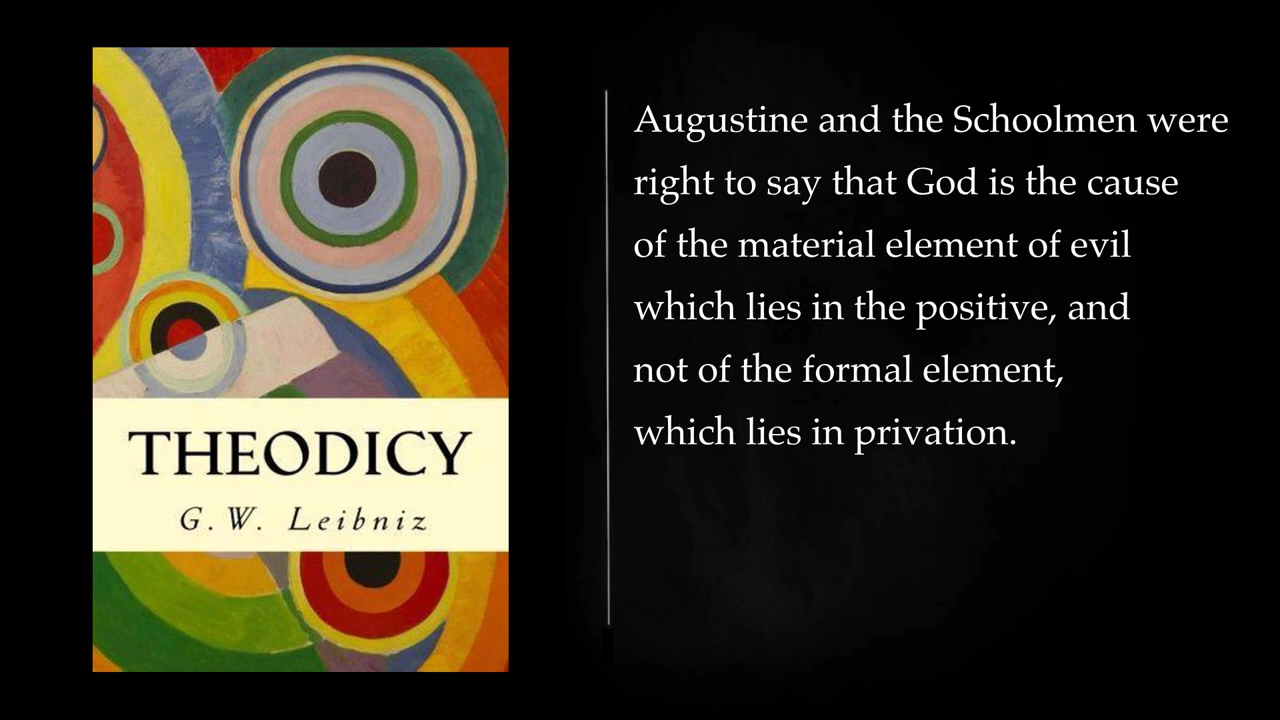 THEODICY
G. W. Leibniz
Augustine and the Schoolmen were
right to say that God is the cause
of the material element of evil
which lies in the positive, and
not of the formal element,
which lies in privation.